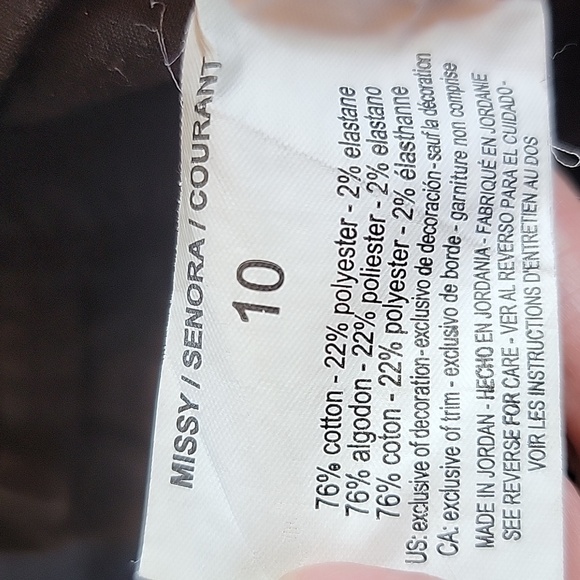 MISSY / SENORA / COURANT
10
76% cotton - 22% polyester - 2% elastane
76% algodon - 22% poliester - 2% elastano
76% coton - 22% polyester - 2% élasthanne
US: exclusive of decoration-exclusivo de decoración-sauf la décoration
CA: exclusive of trim - exclusivo de borde - garniture non comprise
MADE IN JORDAN - HECHO EN JORDANIA - FABRIQUÉ EN JORDANIE
SEE REVERSE FOR CARE - VER AL REVERSO PARA EL CUIDADO-
VOIR LES INSTRUCTIONS D'ENTRETIEN AU DOS